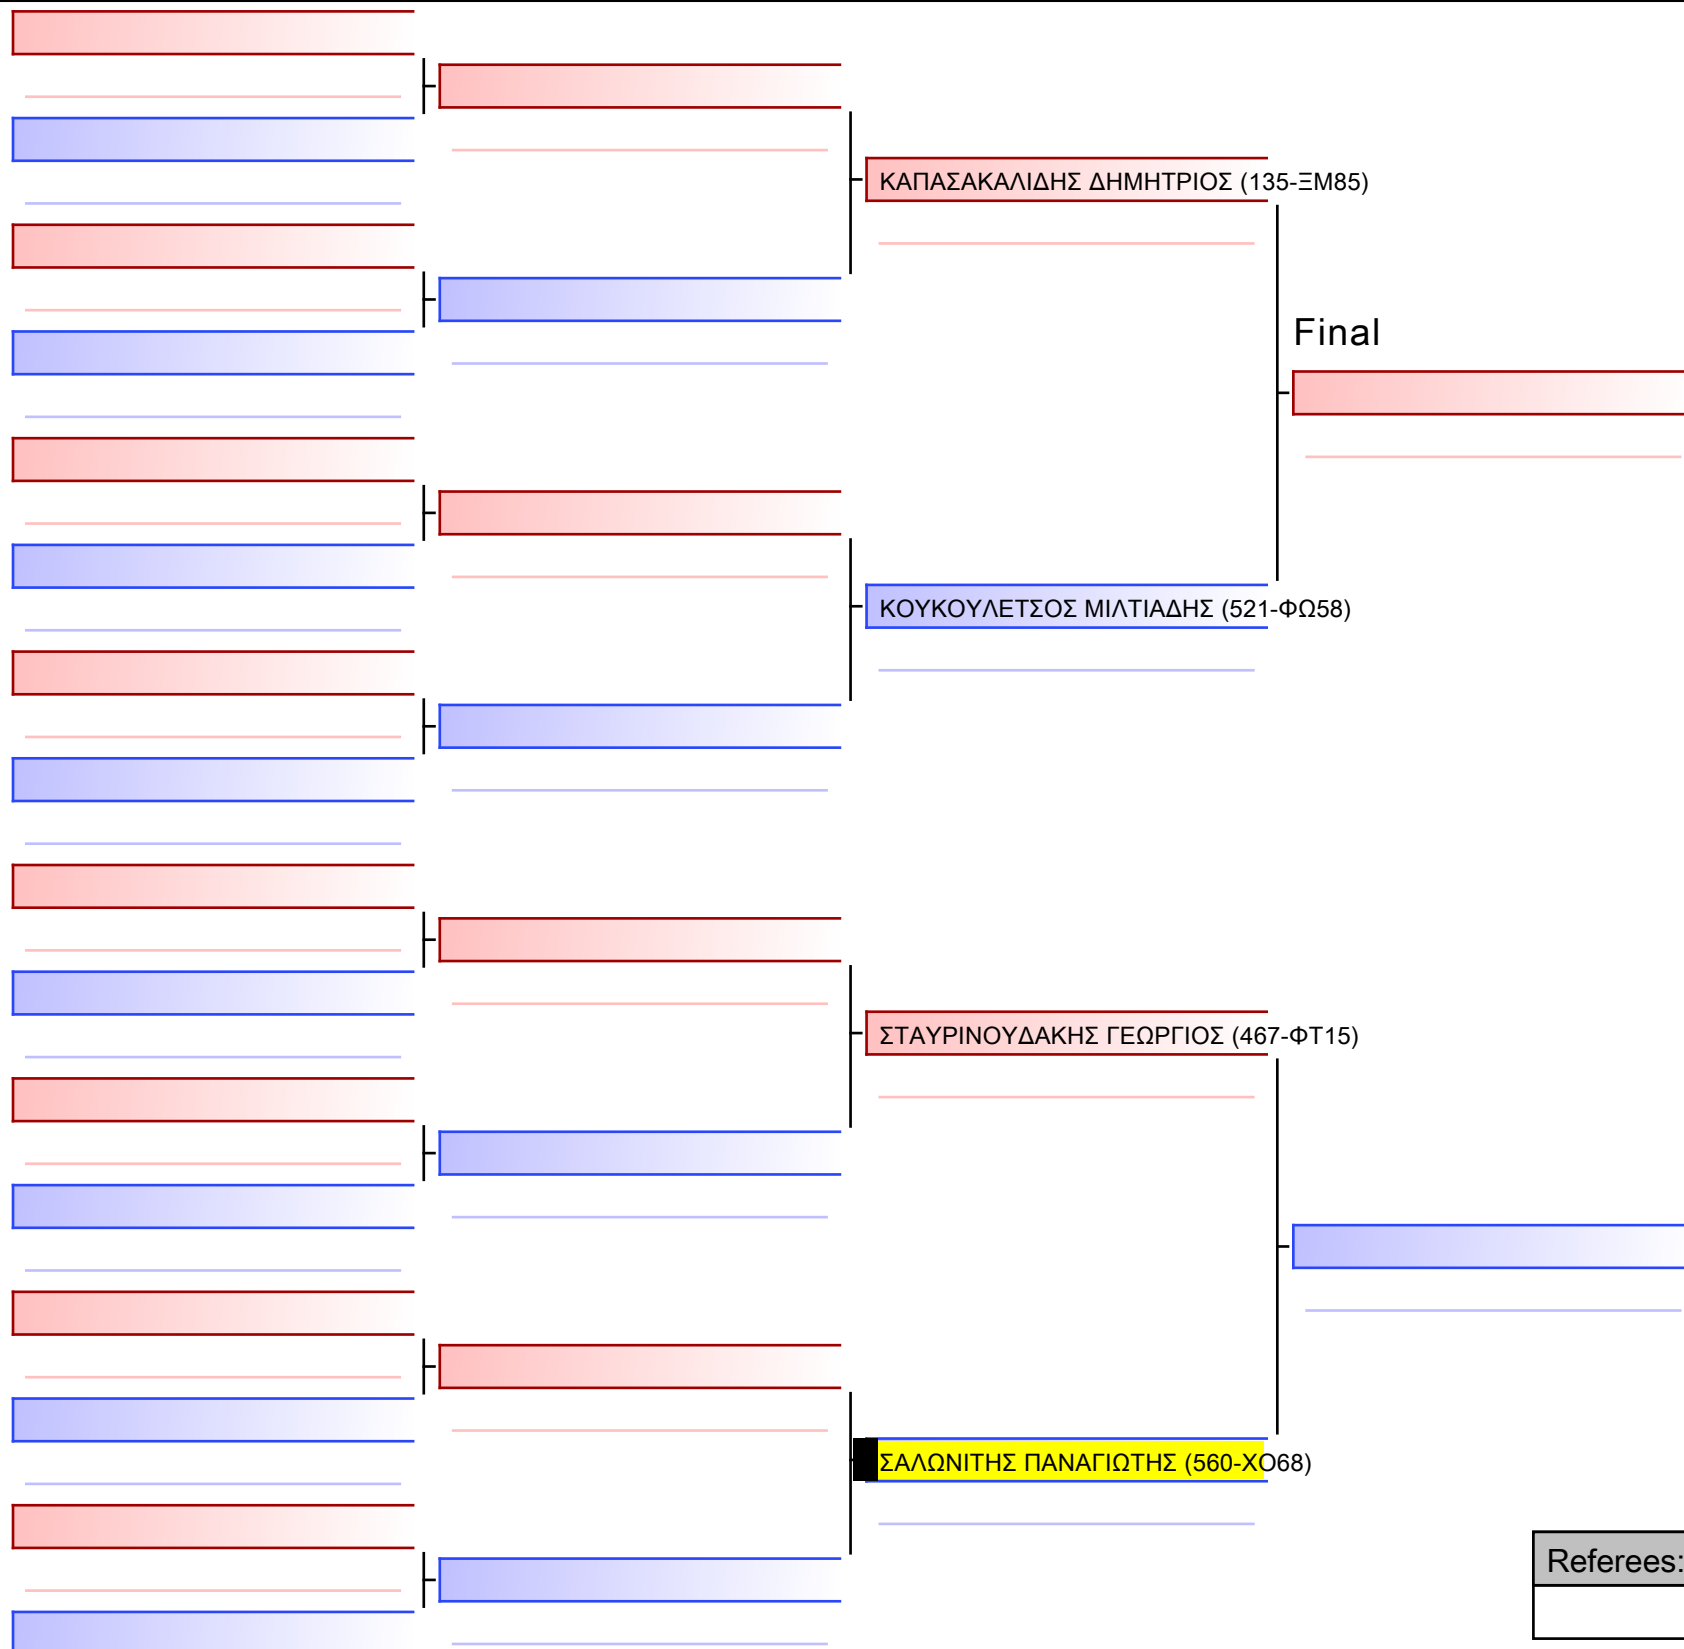 ΚΑΠΑΣΑΚΑΛΙΔΗΣ ΔΗΜΗΤΡΙΟΣ (135-ΞΜ85)
Final
ΚΟΥΚΟΥΛΕΤΣΟΣ ΜΙΛΤΙΑΔΗΣ (521-ΦΩ58)
ΣΤΑΥΡΙΝΟΥΔΑΚΗΣ ΓΕΩΡΓΙΟΣ (467-ΦΤ15)
ΣΑΛΩΝΙΤΗΣ ΠΑΝΑΓΙΩΤΗΣ (560-ΧΟ68)
Referees: